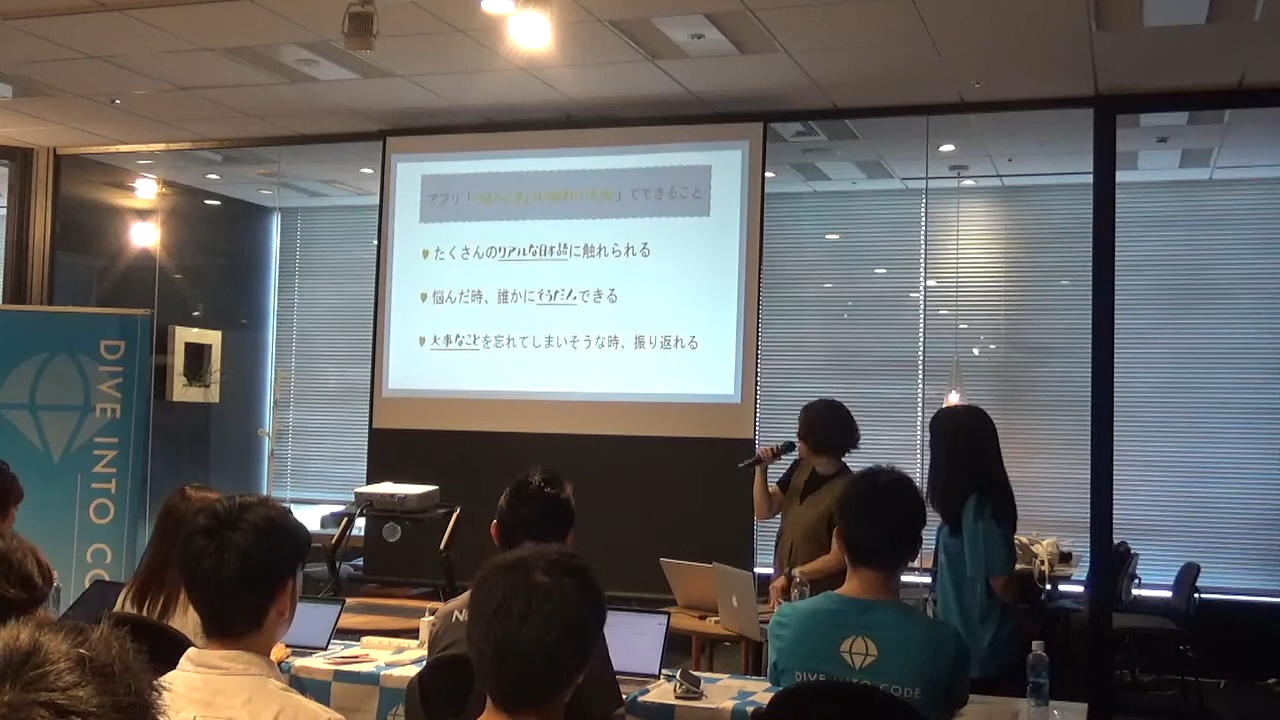 アプリ「 」でできること
たくさんのリアルな日本語に触れられる
悩んだ時、誰かにそうだんできる
大事なことを忘れてしまいそうな時、振り返れる
DIVE INTO CO
DIVE INTO CODE